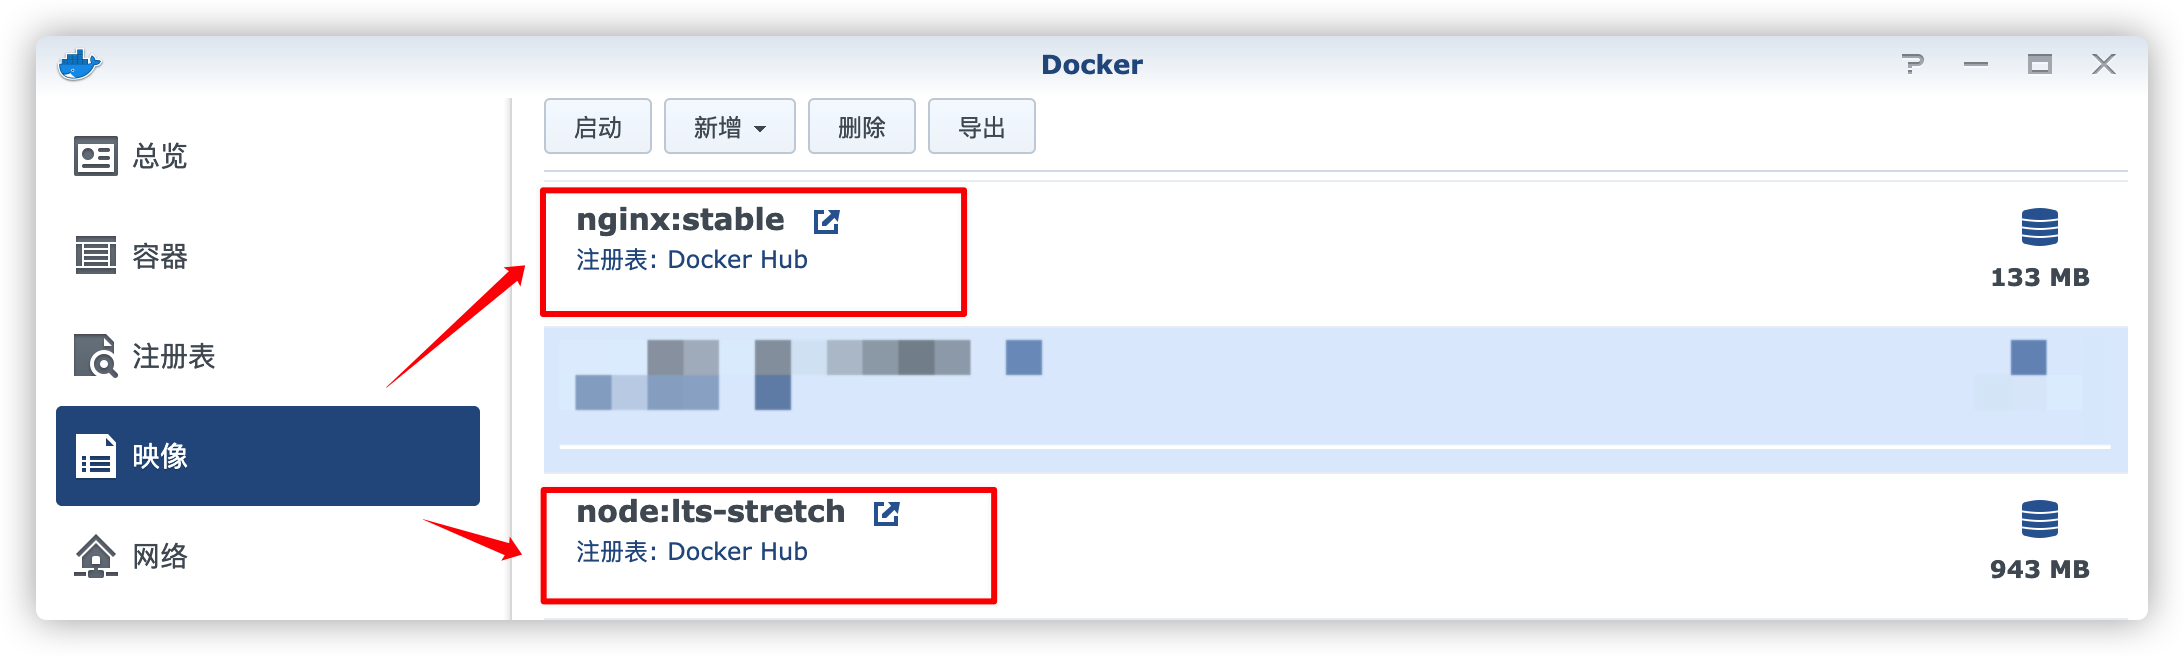 Docker
总览
容器
注册表
映像
网络
启动
新增
删除
导出
nginx:stable
注册表: Docker Hub
133 MB
node:lts-stretch
注册表: Docker Hub
943 MB